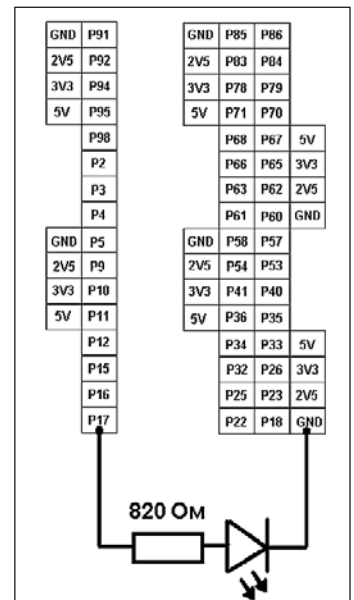 GND P91 GND P85 P86
2V5 P92 2V5 P83 P84
3V3 P94 3V3 P78 P79
5V P95 5V P71 P70
P98 P68 P67 5V
P2 P66 P65 3V3
P3 P63 P62 2V5
P4 P61 P60 GND
GND P5 GND P58 P57
2V5 P9 2V5 P54 P53
3V3 P10 3V3 P41 P40
5V P11 5V P36 P35
P12 P34 P33 5V
P15 P32 P26 3V3
P16 P25 P23 2V5
P17 P22 P18 GND
820 Ом